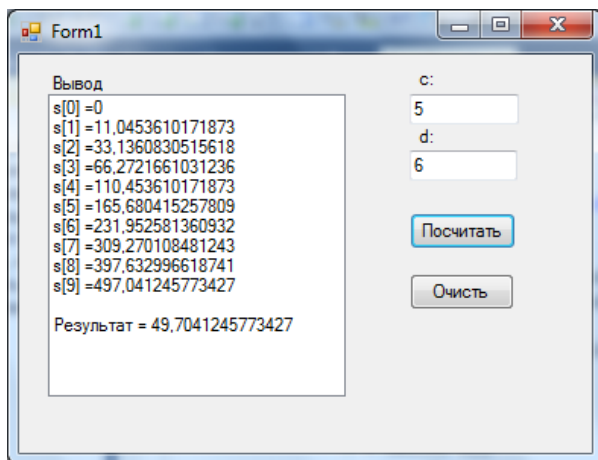 Form1
Вывод
s[0] =0
s[1] =11,0453610171873
s[2] =33,1360830515618
s[3] =66,2721661031236
s[4] =110,453610171873
s[5] =165,680415257809
s[6] =231,952581360932
s[7] =309,270108481243
s[8] =397,632996618741
s[9] =497,041245773427
Результат = 49,7041245773427
c:
5
d:
6
Посчитать
Очисть